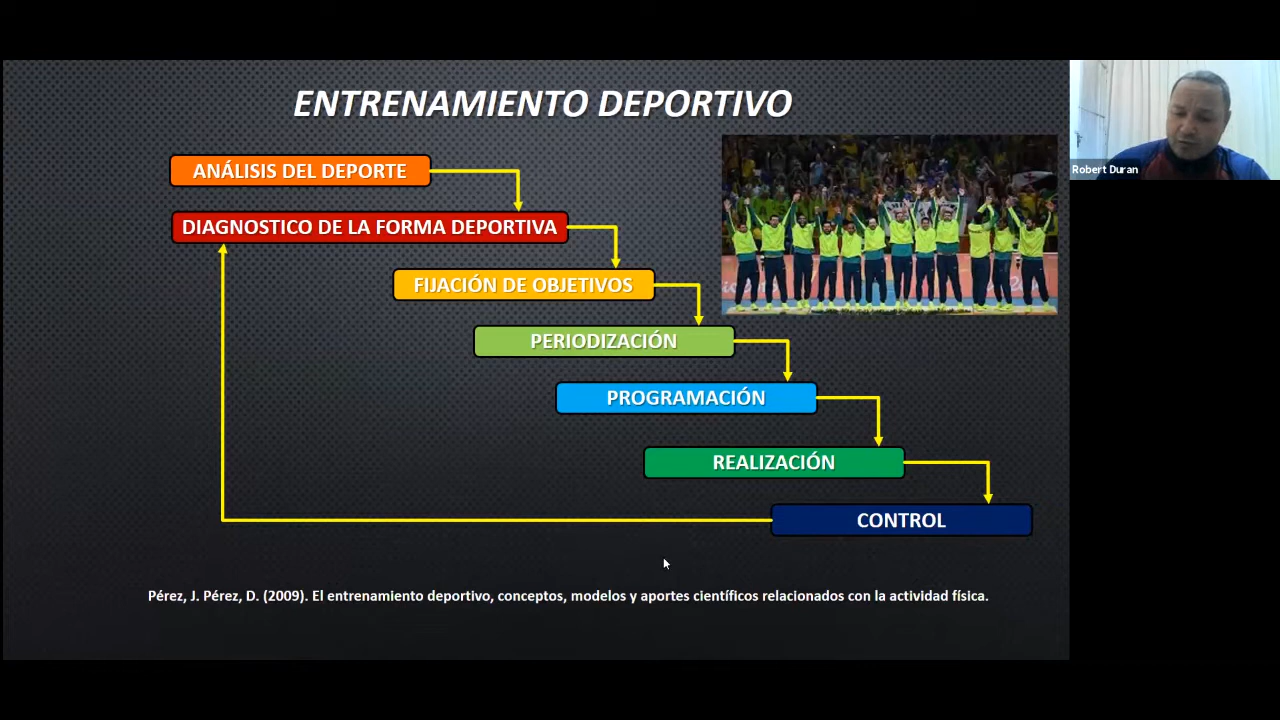 ENTRENAMIENTO DEPORTIVO
ANÁLISIS DEL DEPORTE
DIAGNOSTICO DE LA FORMA DEPORTIVA
FIJACIÓN DE OBJETIVOS
PERIODIZACIÓN
PROGRAMACIÓN
REALIZACIÓN
CONTROL
Pérez, J. Pérez, D. (2009). El entrenamiento deportivo, conceptos, modelos y aportes científicos relacionados con la actividad física.
Robert Duran